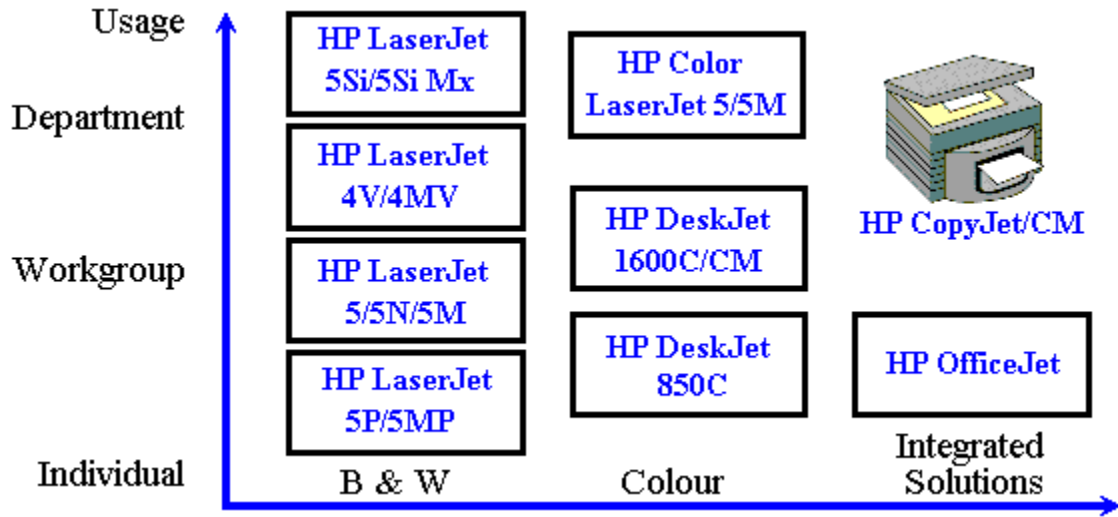 Usage
Department
Workgroup
Individual
HP LaserJet
5Si/5Si Mx
HP LaserJet
4V/4MV
HP LaserJet
5/5N/5M
HP LaserJet
5P/5MP
B & W
HP Color
LaserJet 5/5M
HP DeskJet
1600C/CM
HP DeskJet
850C
Colour
HP CopyJet/CM
HP OfficeJet
Integrated
Solutions